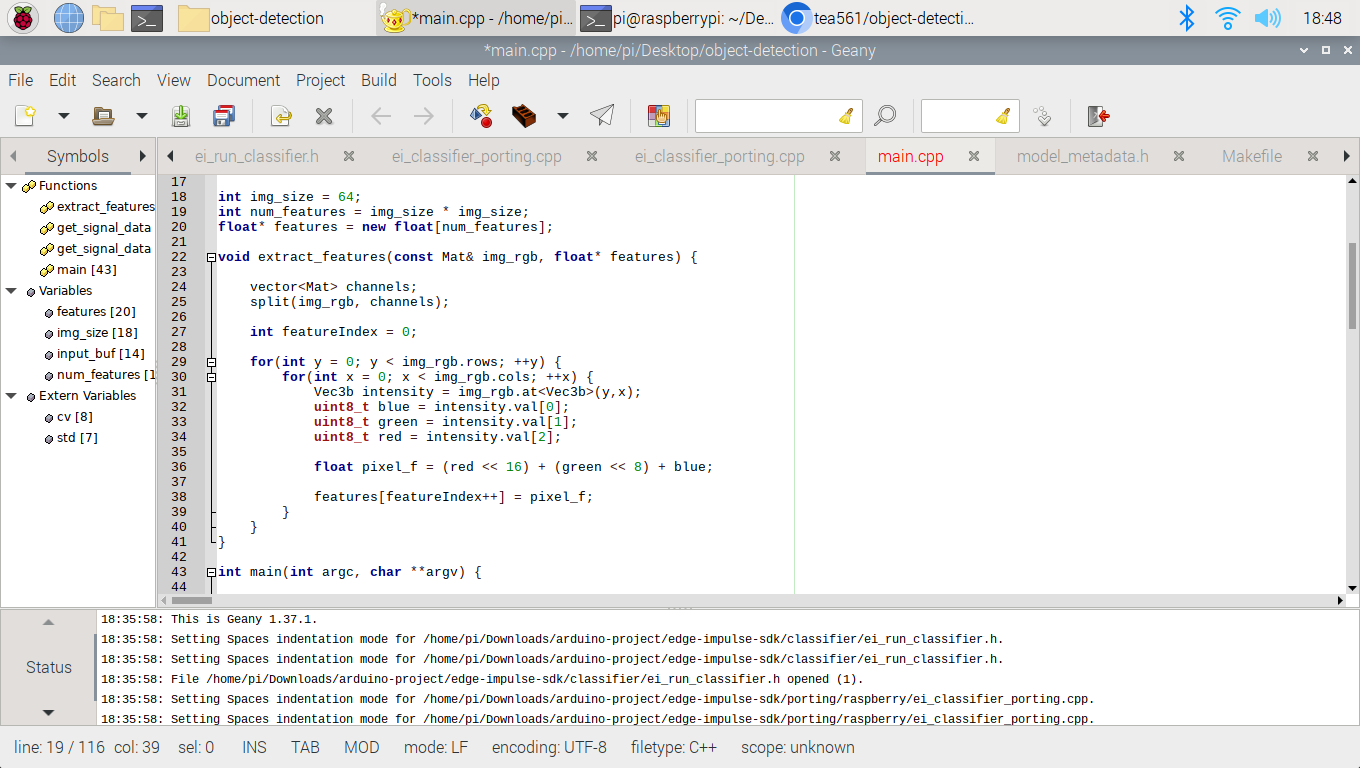 object-detection
*main.cpp - /home/pi...
pi@raspberrypi: ~/De...
tea561/object-detecti...
18:48
*main.cpp - /home/pi/Desktop/object-detection - Geany
File Edit Search View Document Project Build Tools Help
Symbols
ei_run_classifier.h
ei_classifier_porting.cpp
ei_classifier_porting.cpp
main.cpp
model_metadata.h
Makefile
Functions
extract_features
get_signal_data
get_signal_data
main [43]
Variables
features [20]
img_size [18]
input_buf [14]
num_features [1
Extern Variables
cv [8]
std [7]
17
18 int img_size = 64;
19 int num_features = img_size * img_size;
20 float* features = new float[num_features];
21
22 void extract_features(const Mat& img_rgb, float* features) {
23
24 vector<Mat> channels;
25 split(img_rgb, channels);
26
27 int featureIndex = 0;
28
29 for(int y = 0; y < img_rgb.rows; ++y) {
30 for(int x = 0; x < img_rgb.cols; ++x) {
31 Vec3b intensity = img_rgb.at<Vec3b>(y,x);
32 uint8_t blue = intensity.val[0];
33 uint8_t green = intensity.val[1];
34 uint8_t red = intensity.val[2];
35
36 float pixel_f = (red << 16) + (green << 8) + blue;
37
38 features[featureIndex++] = pixel_f;
39 }
40 }
41 }
42
43 int main(int argc, char **argv) {
44
Status
18:35:58: This is Geany 1.37.1.
18:35:58: Setting Spaces indentation mode for /home/pi/Downloads/arduino-project/edge-impulse-sdk/classifier/ei_run_classifier.h.
18:35:58: Setting Spaces indentation mode for /home/pi/Downloads/arduino-project/edge-impulse-sdk/classifier/ei_run_classifier.h.
18:35:58: File /home/pi/Downloads/arduino-project/edge-impulse-sdk/classifier/ei_run_classifier.h opened (1).
18:35:58: Setting Spaces indentation mode for /home/pi/Downloads/arduino-project/edge-impulse-sdk/porting/raspberry/ei_classifier_porting.cpp.
18:35:58: Setting Spaces indentation mode for /home/pi/Downloads/arduino-project/edge-impulse-sdk/porting/raspberry/ei_classifier_porting.cpp.
line: 19 / 116 col: 39 sel: 0 INS TAB MOD mode: LF encoding: UTF-8 filetype: C++ scope: unknown